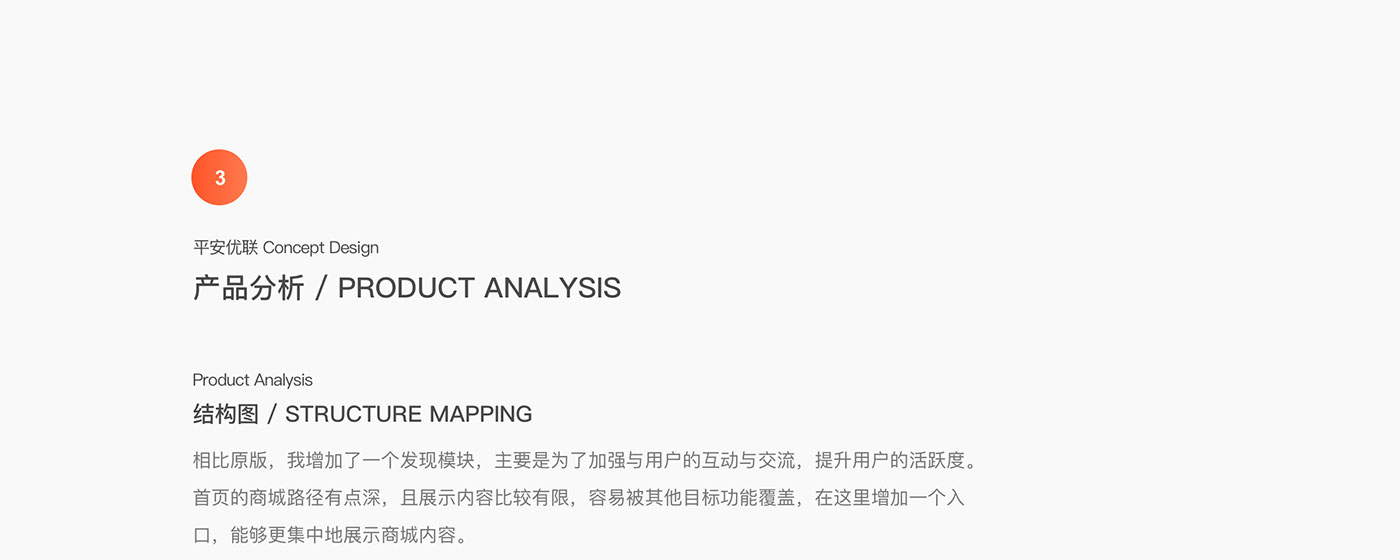 3
平安优联 Concept Design
产品分析 / PRODUCT ANALYSIS
Product Analysis
结构图 / STRUCTURE MAPPING
相比原版，我增加了一个发现模块，主要是为了加强与用户的互动与交流，提升用户的活跃度。
首页的商城路径有点深，且展示内容比较有限，容易被其他目标功能覆盖，在这里增加一个入
口，能够更集中地展示商城内容。